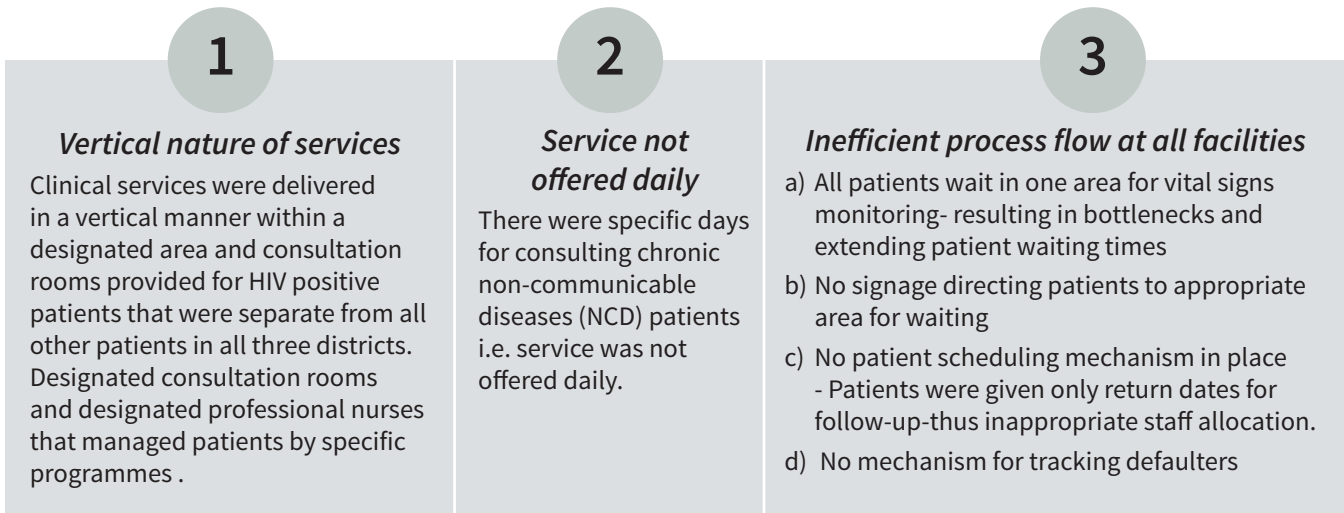 1
Vertical nature of services
Clinical services were delivered
in a vertical manner within a
designated area and consultation
rooms provided for HIV positive
patients that were separate from all
other patients in all three districts.
Designated consultation rooms
and designated professional nurses
that managed patients by specific
programmes .
2
Service not
offered daily
There were specific days
for consulting chronic
non-communicable
diseases (NCD) patients
i.e. service was not
offered daily.
3
Inefficient process flow at all facilities
a) All patients wait in one area for vital signs
monitoring- resulting in bottlenecks and
extending patient waiting times
b) No signage directing patients to appropriate
area for waiting
c) No patient scheduling mechanism in place
- Patients were given only return dates for
follow-up-thus inappropriate staff allocation.
d) No mechanism for tracking defaulters